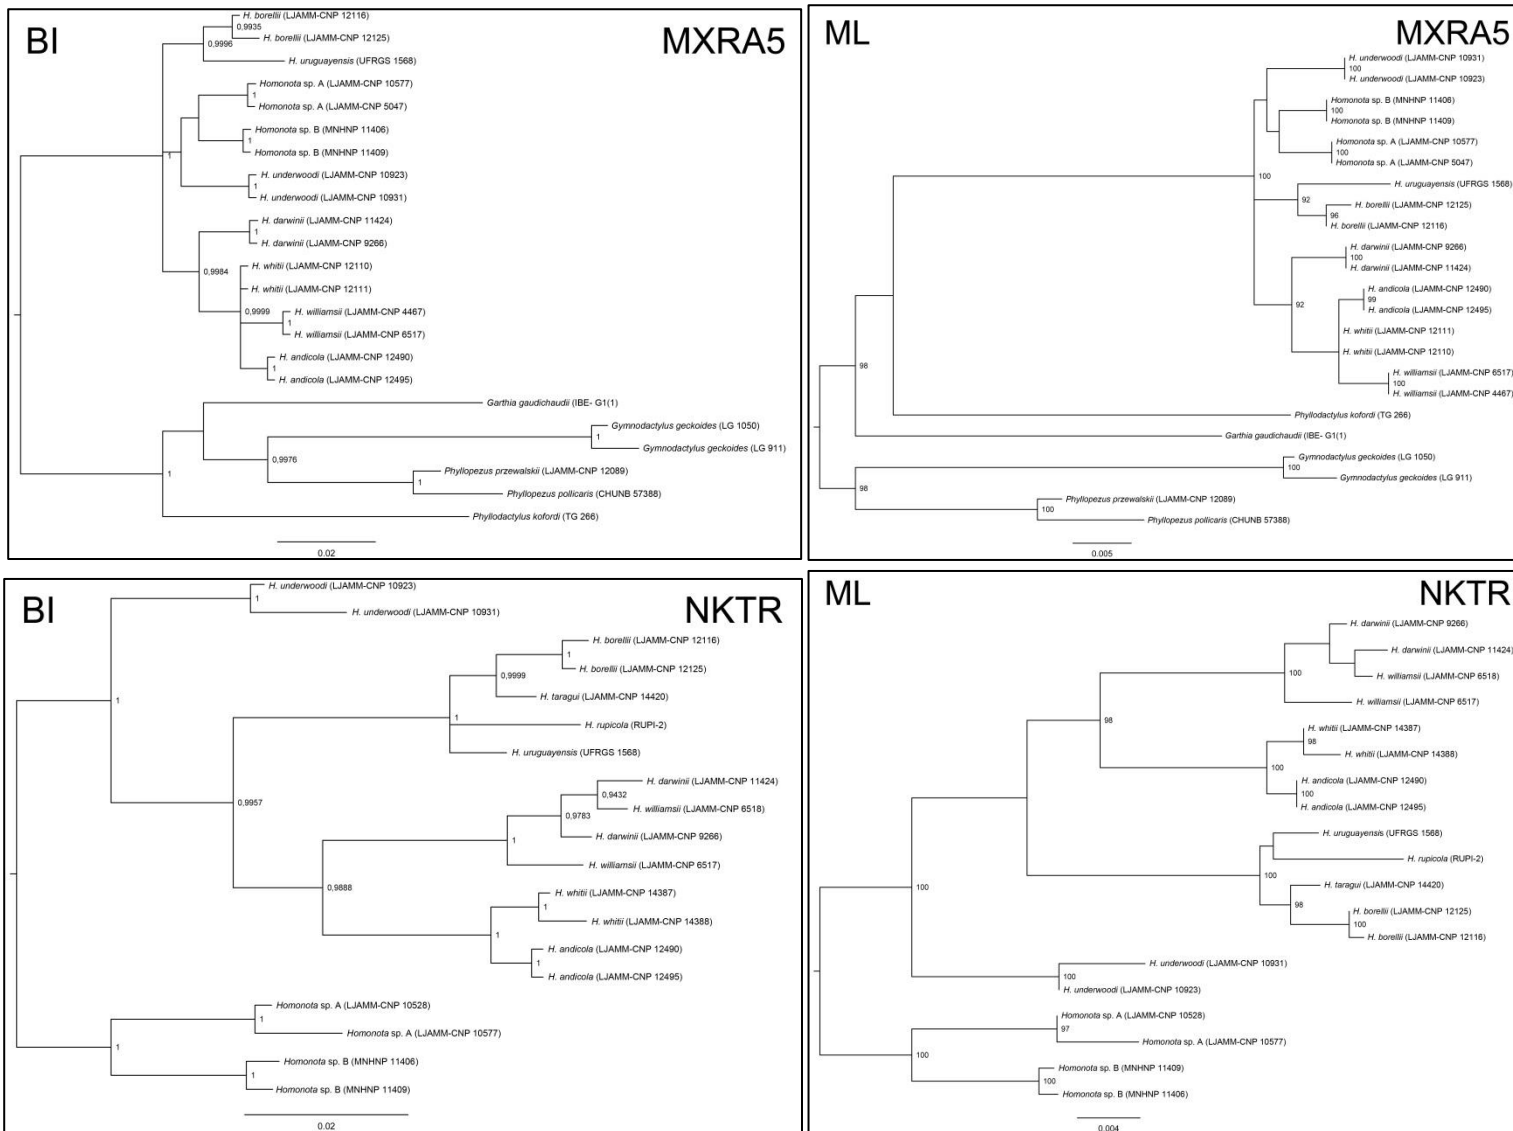 BI
MXRA5
H. borellii (LJAMM-CNP 12116)
0,9935
H. borellii (LJAMM-CNP 12125)
0,9996
H. uruguayensis (UFRGS 1568)
Homonota sp. A (LJAMM-CNP 10577)
1
Homonota sp. A (LJAMM-CNP 5047)
Homonota sp. B (MNHNP 11406)
1
Homonota sp. B (MNHNP 11409)
1
H. underwoodi (LJAMM-CNP 10923)
1
H. underwoodi (LJAMM-CNP 10931)
H. darwinii (LJAMM-CNP 11424)
1
H. darwinii (LJAMM-CNP 9266)
H. whitii (LJAMM-CNP 12110)
0,9984
H. whitii (LJAMM-CNP 12111)
0,9999
H. williamsii (LJAMM-CNP 4467)
1
H. williamsii (LJAMM-CNP 6517)
H. andicola (LJAMM-CNP 12490)
1
H. andicola (LJAMM-CNP 12495)
Garthia gaudichaudii (IBE- G1(1)
Gymnodactylus geckoides (LG 1050)
1
Gymnodactylus geckoides (LG 911)
0,9976
Phyllopezus przewalskii (LJAMM-CNP 12089)
1
1
Phyllopezus pollicaris (CHUNB 57388)
Phyllodactylus kofordi (TG 266)
0.02
ML
MXRA5
H. underwoodi (LJAMM-CNP 10931)
100
H. underwoodi (LJAMM-CNP 10923)
Homonota sp. B (MNHNP 11406)
100
Homonota sp. B (MNHNP 11409)
Homonota sp. A (LJAMM-CNP 10577)
100
Homonota sp. A (LJAMM-CNP 5047)
100
H. uruguayensis (UFRGS 1568)
92
H. borellii (LJAMM-CNP 12125)
96
H. borellii (LJAMM-CNP 12116)
H. darwinii (LJAMM-CNP 9266)
100
H. darwinii (LJAMM-CNP 11424)
H. andicola (LJAMM-CNP 12490)
99
92
H. andicola (LJAMM-CNP 12495)
H. whitii (LJAMM-CNP 12111)
H. whitii (LJAMM-CNP 12110)
98
H. williamsii (LJAMM-CNP 6517)
100
H. williamsii (LJAMM-CNP 4467)
Phyllodactylus kofordi (TG 266)
Garthia gaudichaudii (IBE- G1(1)
Gymnodactylus geckoides (LG 1050)
100
Gymnodactylus geckoides (LG 911)
98
Phyllopezus przewalskii (LJAMM-CNP 12089)
100
Phyllopezus pollicaris (CHUNB 57388)
0.005
BI
NKTR
H. underwoodi (LJAMM-CNP 10923)
1
H. underwoodi (LJAMM-CNP 10931)
H. borellii (LJAMM-CNP 12116)
1
H. borellii (LJAMM-CNP 12125)
0,9999
H. taragui (LJAMM-CNP 14420)
1
1
H. rupicola (RUPI-2)
H. uruguayensis (UFRGS 1568)
H. darwinii (LJAMM-CNP 11424)
0,9432
0,9957
H. williamsii (LJAMM-CNP 6518)
0,9783
H. darwinii (LJAMM-CNP 9266)
1
H. williamsii (LJAMM-CNP 6517)
0,9888
H. whitii (LJAMM-CNP 14387)
1
H. whitii (LJAMM-CNP 14388)
1
H. andicola (LJAMM-CNP 12490)
1
H. andicola (LJAMM-CNP 12495)
Homonota sp. A (LJAMM-CNP 10528)
1
Homonota sp. A (LJAMM-CNP 10577)
1
Homonota sp. B (MNHNP 11406)
1
Homonota sp. B (MNHNP 11409)
0.02
ML
NKTR
H. darwinii (LJAMM-CNP 9266)
H. darwinii (LJAMM-CNP 11424)
100
H. williamsii (LJAMM-CNP 6518)
H. williamsii (LJAMM-CNP 6517)
98
H. whitii (LJAMM-CNP 14387)
98
H. whitii (LJAMM-CNP 14388)
100
H. andicola (LJAMM-CNP 12490)
100
H. andicola (LJAMM-CNP 12495)
H. uruguayensis (UFRGS 1568)
H. rupicola (RUPI-2)
100
H. taragui (LJAMM-CNP 14420)
100
98
H. borellii (LJAMM-CNP 12125)
100
H. borellii (LJAMM-CNP 12116)
H. underwoodi (LJAMM-CNP 10931)
100
H. underwoodi (LJAMM-CNP 10923)
Homonota sp. A (LJAMM-CNP 10528)
97
Homonota sp. A (LJAMM-CNP 10577)
100
Homonota sp. B (MNHNP 11409)
100
Homonota sp. B (MNHNP 11406)
0.004